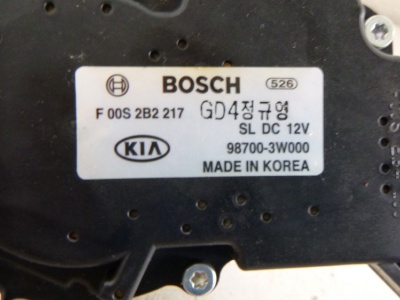 BOSCH 526
F 00S 2B2 217 GD4정규영
SL DC 12V
KIA 98700-3W000
MADE IN KOREA